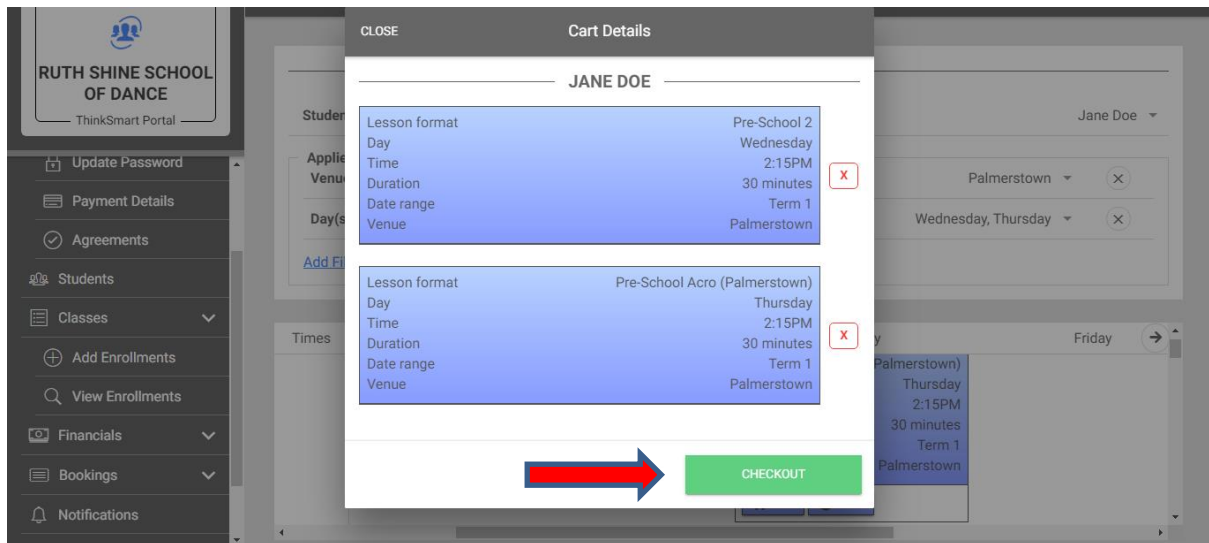 RUTH SHINE SCHOOL
OF DANCE
ThinkSmart Portal
Update Password
Payment Details
Agreements
Students
Classes
Add Enrollments
View Enrollments
Financials
Bookings
Notifications
CLOSE Cart Details
JANE DOE
Lesson format Pre-School 2
Day Wednesday
Time 2:15PM
Duration 30 minutes
Date range Term 1
Venue Palmerstown
X
Lesson format Pre-School Acro (Palmerstown)
Day Thursday
Time 2:15PM
Duration 30 minutes
Date range Term 1
Venue Palmerstown
X
CHECKOUT
Jane Doe
Palmerstown
Day(s Wednesday, Thursday
Times Friday
Palmerstown)
Thursday
2:15PM
30 minutes
Term 1
Palmerstown